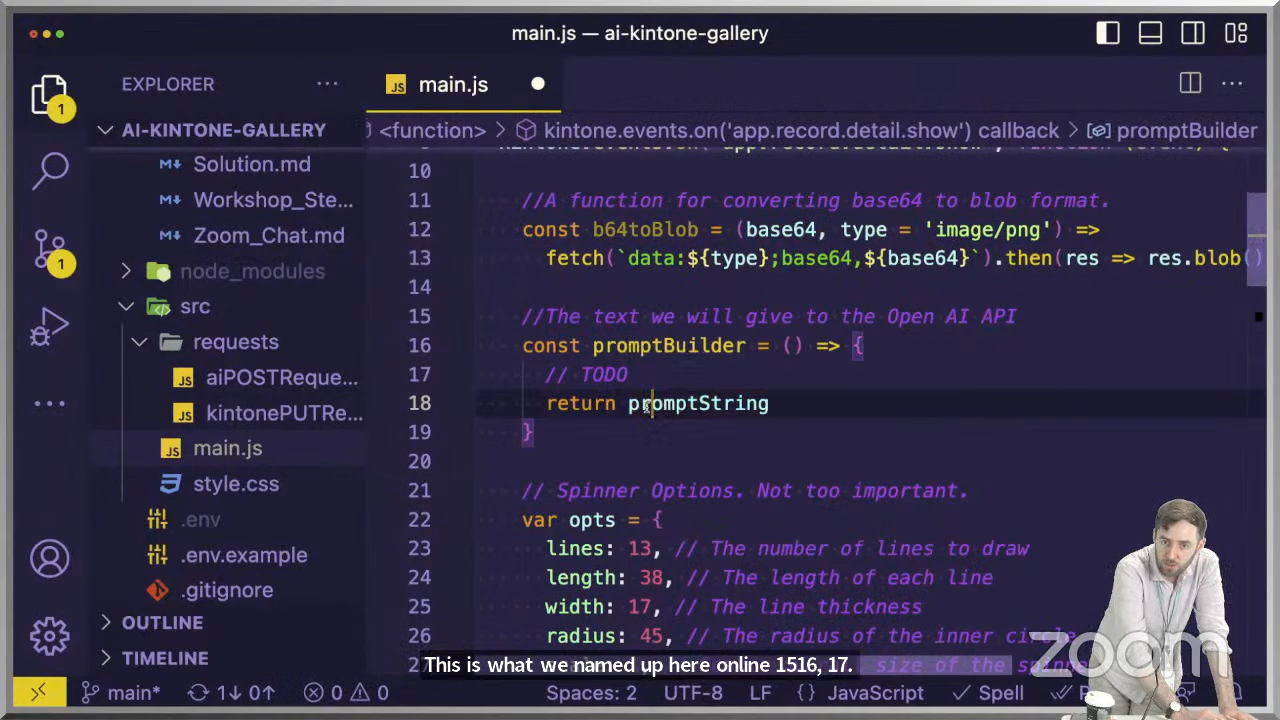 main.js — ai-kintone-gallery
EXPLORER
main.js
<function> > kintone.events.on('app.record.detail.show') callback > promptBuilder
AI-KINTONE-GALLERY
Solution.md
Workshop_Ste...
Zoom_Chat.md
node_modules
src
requests
aiPOSTReque...
kintonePUTRe...
main.js
style.css
.env
.env.example
.gitignore
OUTLINE
TIMELINE
1
1
10
11 //A function for converting base64 to blob format.
12 const b64toBlob = (base64, type = 'image/png') =>
13 fetch(`data:${type};base64,${base64}`).then(res => res.blob()
14
15 //The text we will give to the Open AI API
16 const promptBuilder = () => {
17 // TODO
18 return promptString
19 }
20
21 // Spinner Options. Not too important.
22 var opts = {
23 lines: 13, // The number of lines to draw
24 length: 38, // The length of each line
25 width: 17, // The line thickness
26 radius: 45, // The radius of the inner circle
size of the spinner
This is what we named up here online 1516, 17.
zoom
main* 1↓ 0↑ 0 0 Spaces: 2 UTF-8 LF {} JavaScript Spell